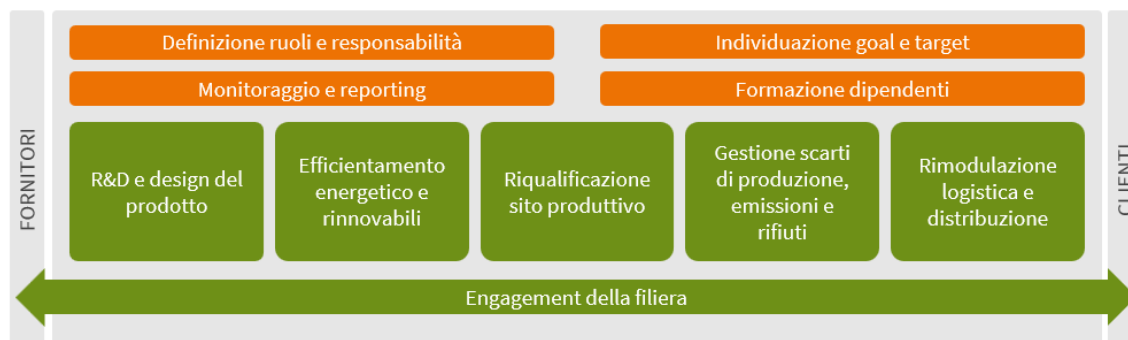 Definizione ruoli e responsabilità
Individuazione goal e target
Monitoraggio e reporting
Formazione dipendenti
FORNITORI
R&D e design del
prodotto
Efficientamento
energetico e
rinnovabili
Riqualificazione
sito produttivo
Gestione scarti
di produzione,
emissioni e
rifiuti
Rimodulazione
logistica e
distribuzione
CLIENTI
Engagement della filiera